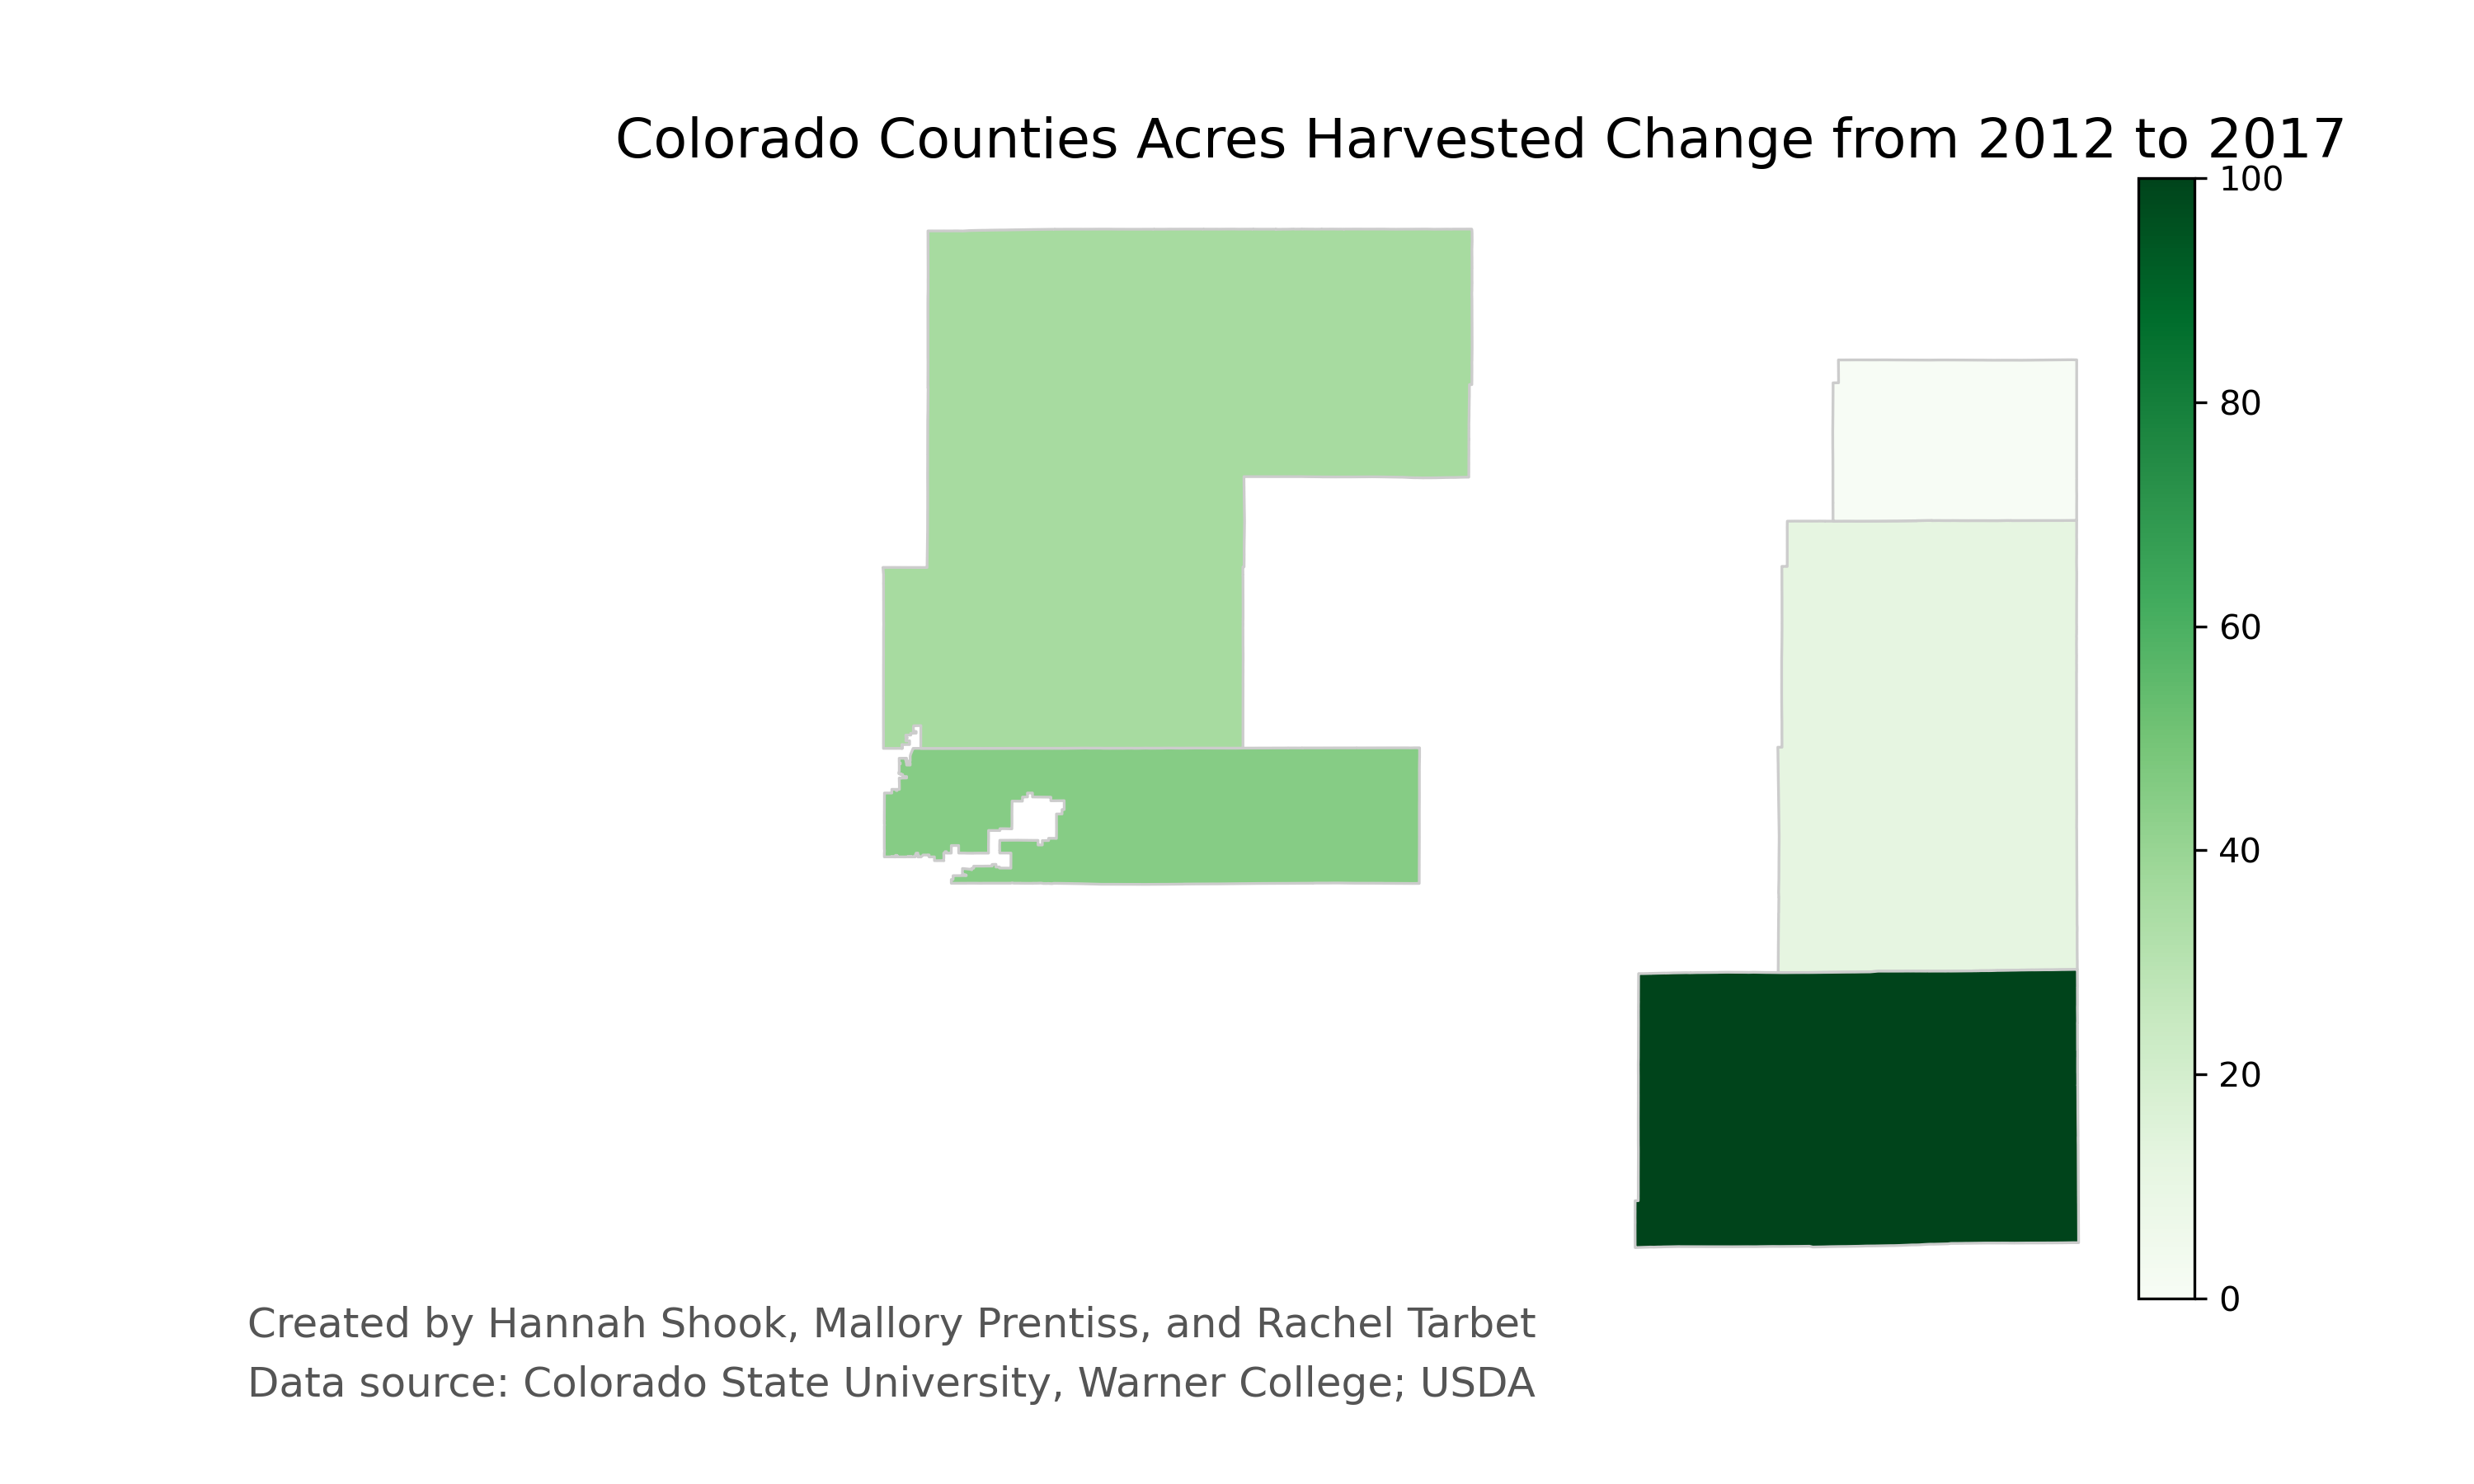 Colorado Counties Acres Harvested Change from 2012 to 2017
100
80
60
40
20
0
Created by Hannah Shook, Mallory Prentiss, and Rachel Tarbet
Data source: Colorado State University, Warner College; USDA